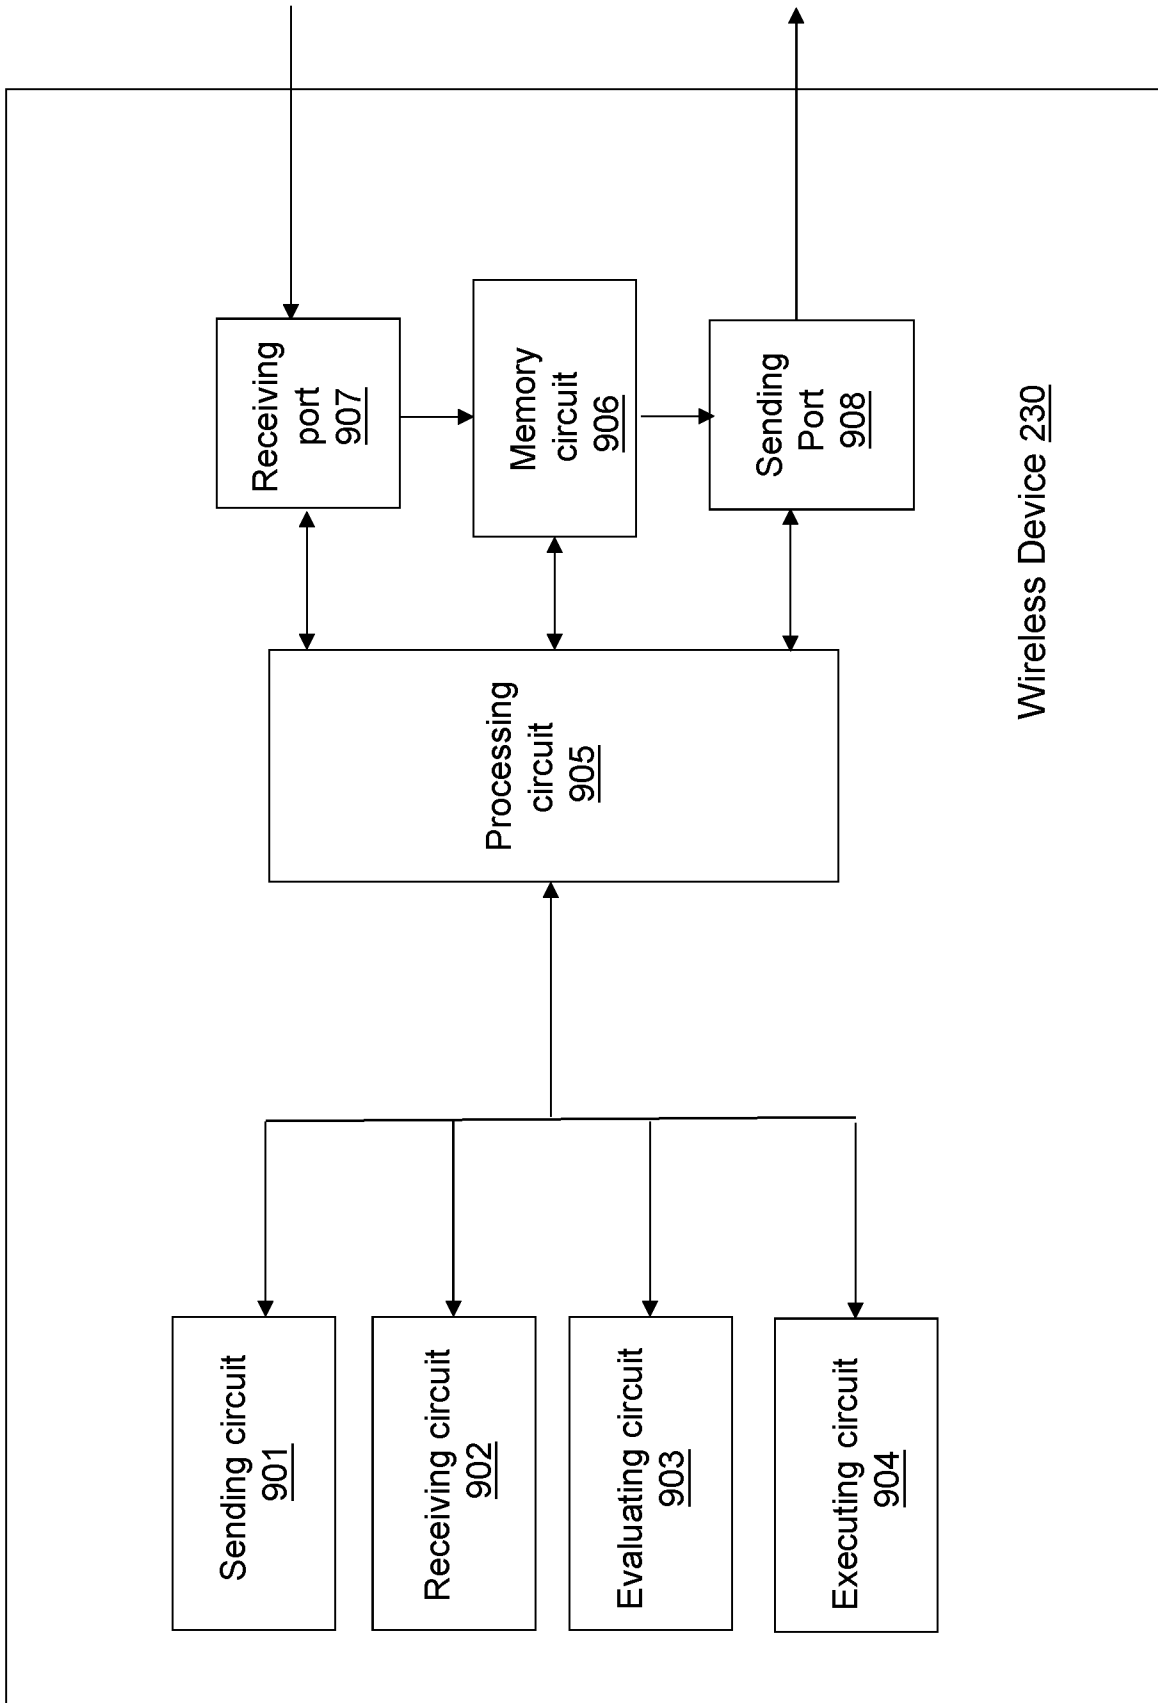 Sending circuit
901
Receiving circuit
902
Evaluating circuit
903
Executing circuit
904
Processing
circuit
905
Receiving
port
907
Memory
circuit
906
Sending
Port
908
Wireless Device 230